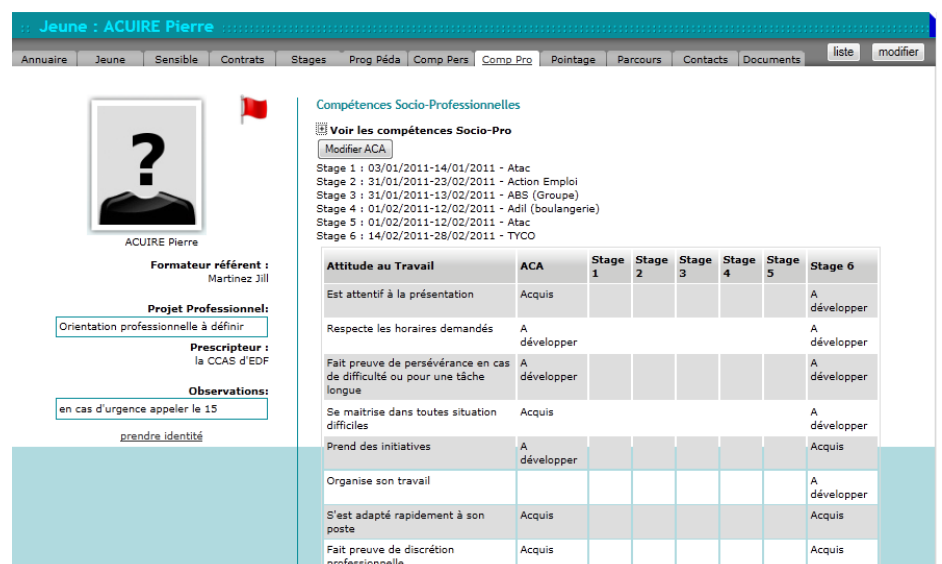 :: Jeune : ACUIRE Pierre
Annuaire Jeune Sensible Contrats Stages Prog Péda Comp Pers Comp Pro Pointage Parcours Contacts Documents liste modifier
?
ACUIRE Pierre
Formateur référent :
Martinez Jill
Projet Professionnel:
Orientation professionnelle à définir
Prescripteur :
la CCAS d'EDF
Observations:
en cas d'urgence appeler le 15
prendre identité
Compétences Socio-Professionnelles
Voir les compétences Socio-Pro
Modifier ACA
Stage 1 : 03/01/2011-14/01/2011 - Atac
Stage 2 : 31/01/2011-23/02/2011 - Action Emploi
Stage 3 : 31/01/2011-13/02/2011 - ABS (Groupe)
Stage 4 : 01/02/2011-12/02/2011 - Adil (boulangerie)
Stage 5 : 01/02/2011-12/02/2011 - Atac
Stage 6 : 14/02/2011-28/02/2011 - TYCO
Attitude au Travail ACA Stage 1 Stage 2 Stage 3 Stage 4 Stage 5 Stage 6
Est attentif à la présentation Acquis A développer
Respecte les horaires demandés A développer A développer
Fait preuve de persévérance en cas de difficulté ou pour une tâche longue A développer A développer
Se maitrise dans toutes situation difficiles Acquis A développer
Prend des initiatives A développer Acquis
Organise son travail A développer
S'est adapté rapidement à son poste Acquis Acquis
Fait preuve de discrétion professionnelle Acquis Acquis